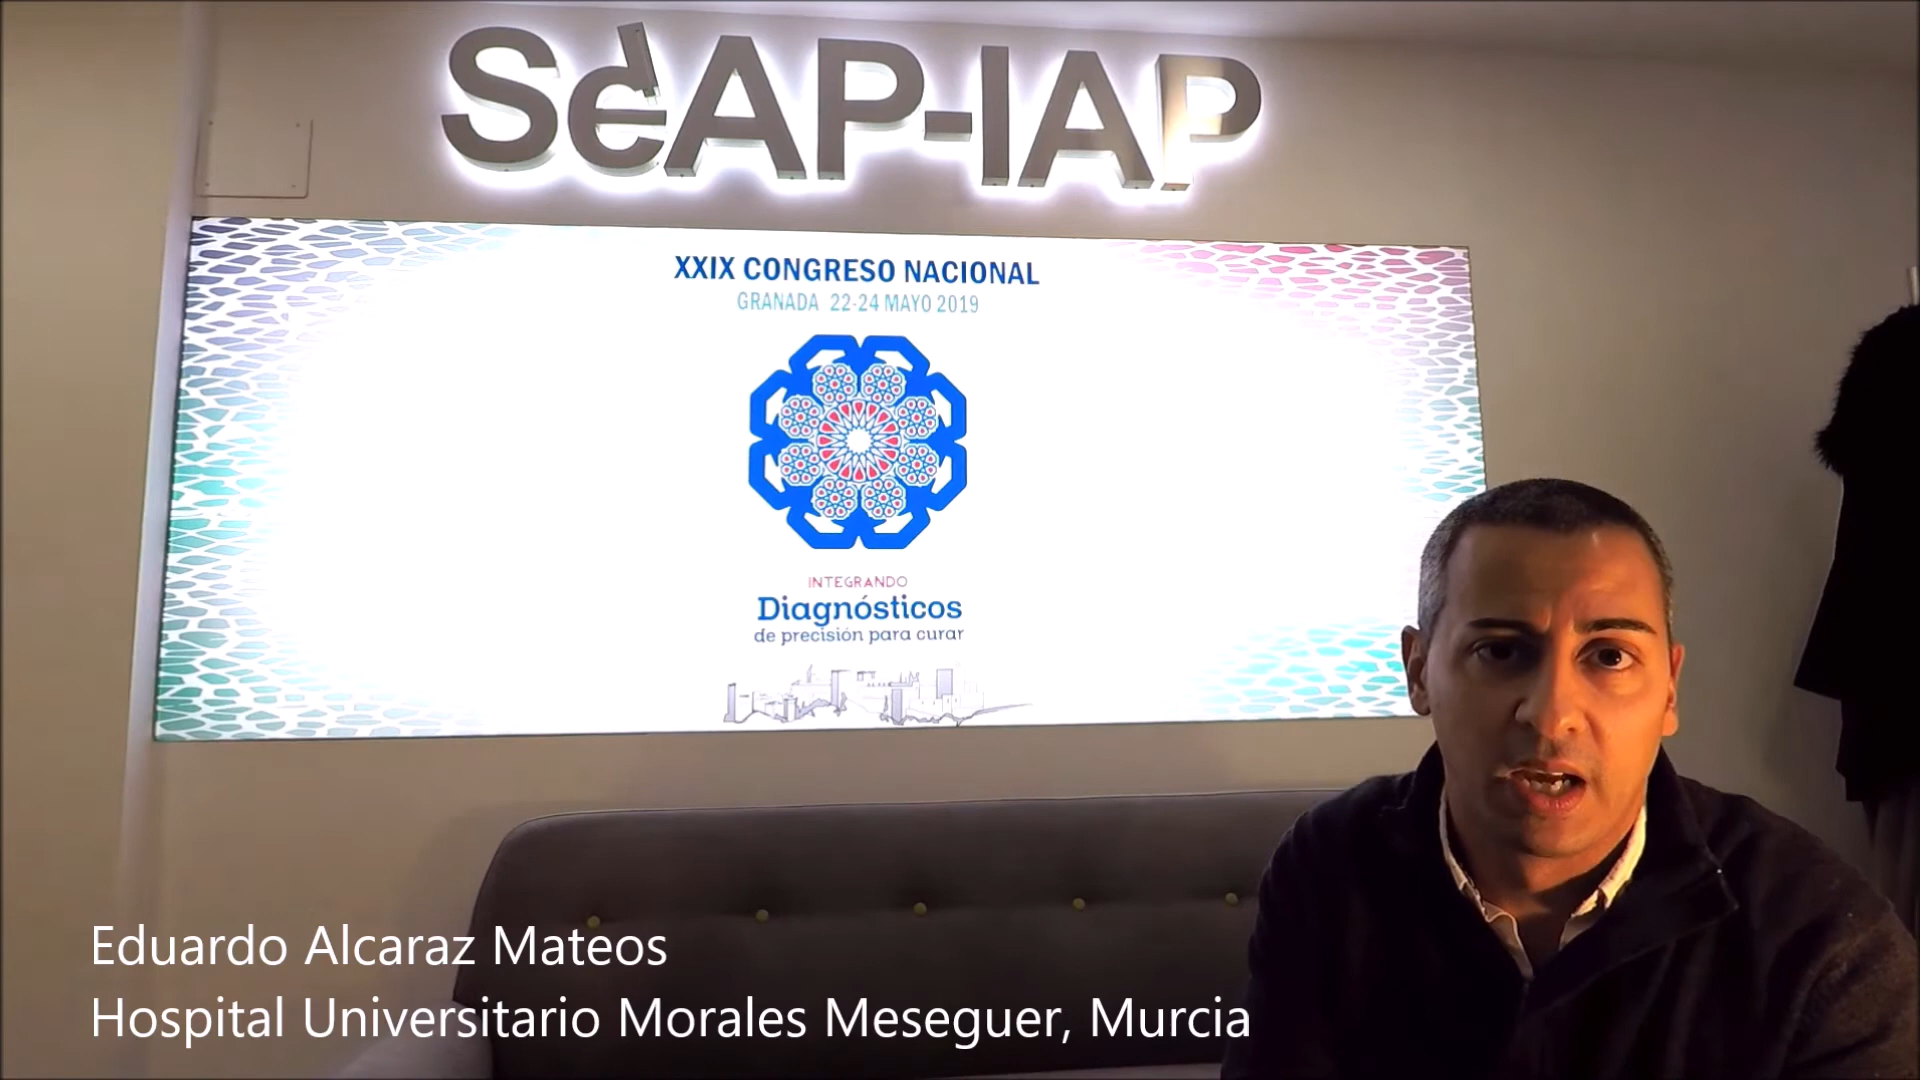 SeAP-IAP
XXIX CONGRESO NACIONAL
GRANADA 22-24 MAYO 2019
INTEGRANDO
Diagnósticos
de precisión para curar
Eduardo Alcaraz Mateos
Hospital Universitario Morales Meseguer, Murcia